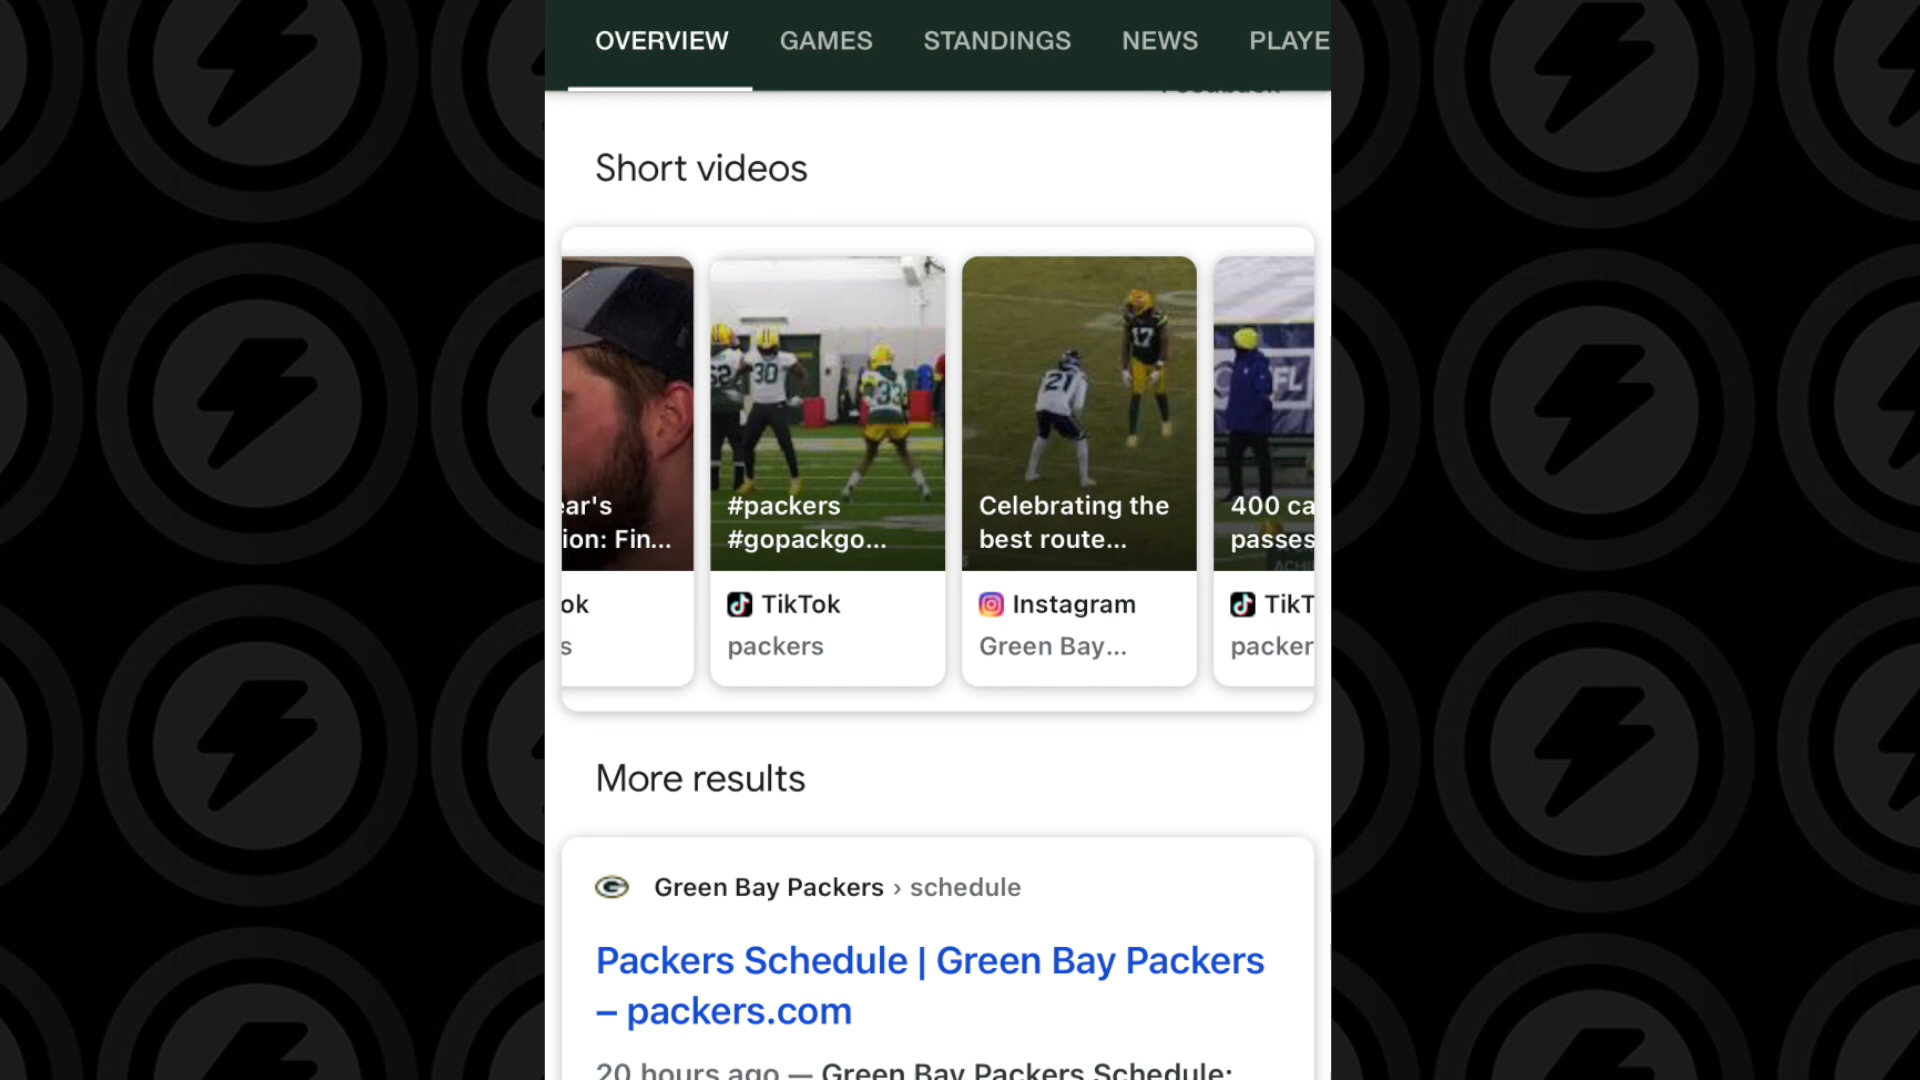 OVERVIEW GAMES STANDINGS NEWS PLAYE
Short videos
ear's
ion: Fin...
ok
s
#packers
#gopackgo...
TikTok
packers
Celebrating the
best route...
Instagram
Green Bay...
400 ca
passes
TikT
packer
More results
Green Bay Packers › schedule
Packers Schedule | Green Bay Packers
– packers.com
20 hours ago — Green Bay Packers Schedule: